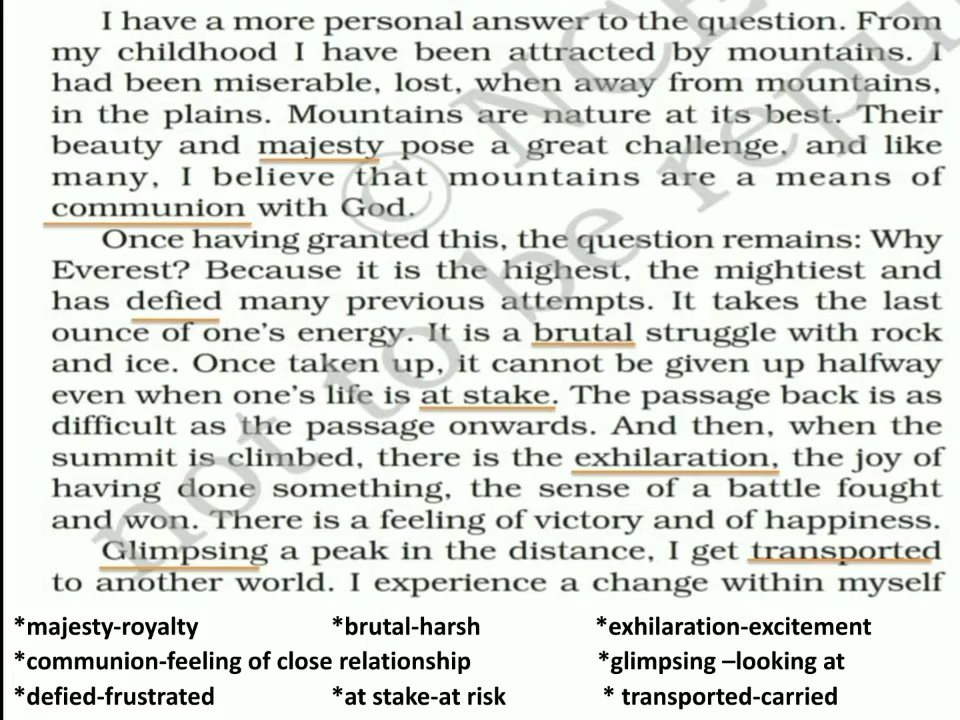 I have a more personal answer to the question. From
my childhood I have been attracted by mountains. I
had been miserable, lost, when away from mountains,
in the plains. Mountains are nature at its best. Their
beauty and majesty pose a great challenge, and like
many, I believe that mountains are a means of
communion with God.
Once having granted this, the question remains: Why
Everest? Because it is the highest, the mightiest and
has defied many previous attempts. It takes the last
ounce of one's energy. It is a brutal struggle with rock
and ice. Once taken up, it cannot be given up halfway
even when one's life is at stake. The passage back is as
difficult as the passage onwards. And then, when the
summit is climbed, there is the exhilaration, the joy of
having done something, the sense of a battle fought
and won. There is a feeling of victory and of happiness.
Glimpsing a peak in the distance, I get transported
to another world. I experience a change within myself
*majesty-royalty *brutal-harsh *exhilaration-excitement
*communion-feeling of close relationship *glimpsing –looking at
*defied-frustrated *at stake-at risk * transported-carried
© NCE
not to be repu